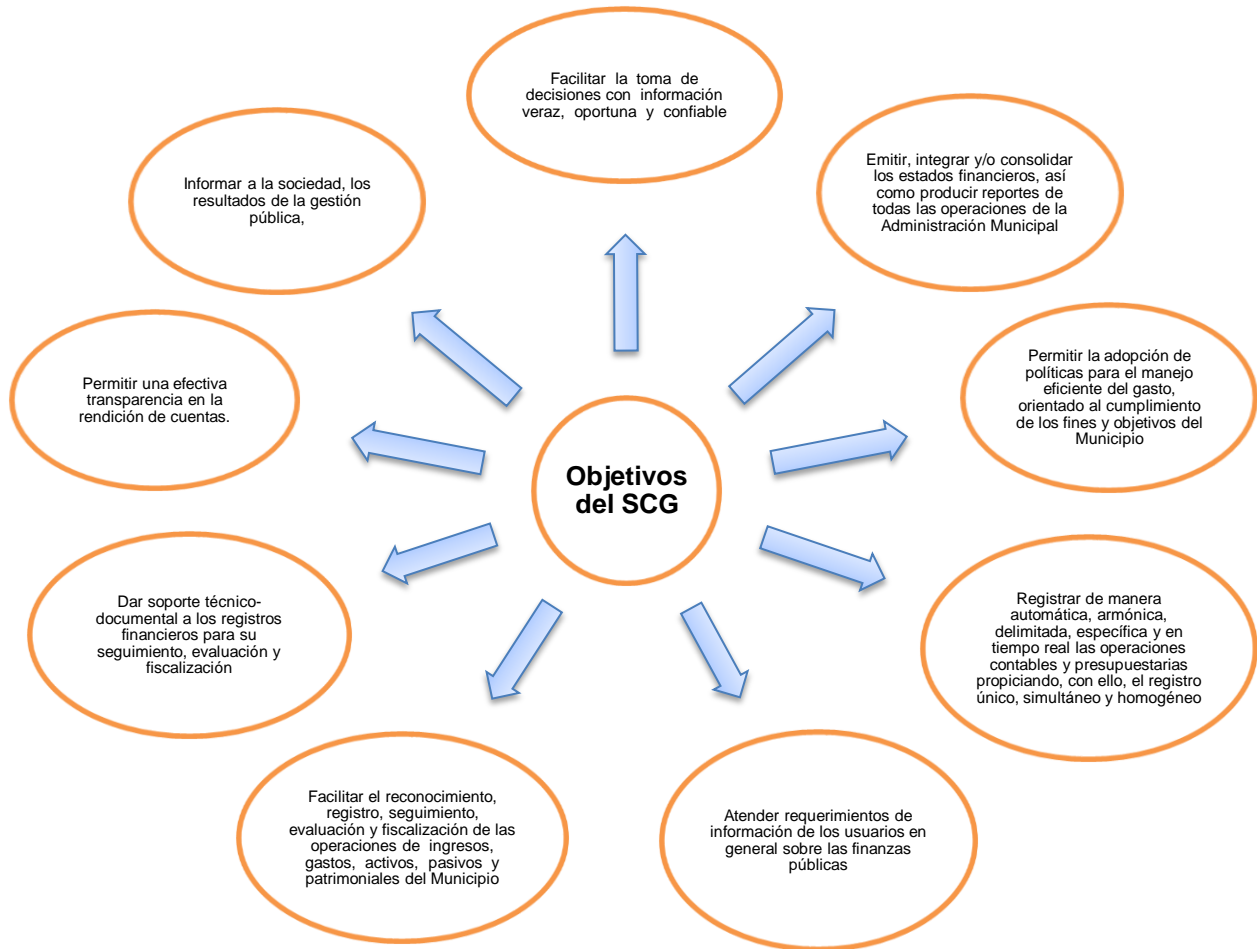 Facilitar la toma de
decisiones con información
veraz, oportuna y confiable
Emitir, integrar y/o consolidar
los estados financieros, así
como producir reportes de
todas las operaciones de la
Administración Municipal
Informar a la sociedad, los
resultados de la gestión
pública,
Permitir la adopción de
políticas para el manejo
eficiente del gasto,
orientado al cumplimiento
de los fines y objetivos del
Municipio
Permitir una efectiva
transparencia en la
rendición de cuentas.
Objetivos
del SCG
Registrar de manera
automática, armónica,
delimitada, específica y en
tiempo real las operaciones
contables y presupuestarias
propiciando, con ello, el registro
único, simultáneo y homogéneo
Dar soporte técnico-
documental a los registros
financieros para su
seguimiento, evaluación y
fiscalización
Facilitar el reconocimiento,
registro, seguimiento,
evaluación y fiscalización de las
operaciones de ingresos,
gastos, activos, pasivos y
patrimoniales del Municipio
Atender requerimientos de
información de los usuarios en
general sobre las finanzas
públicas